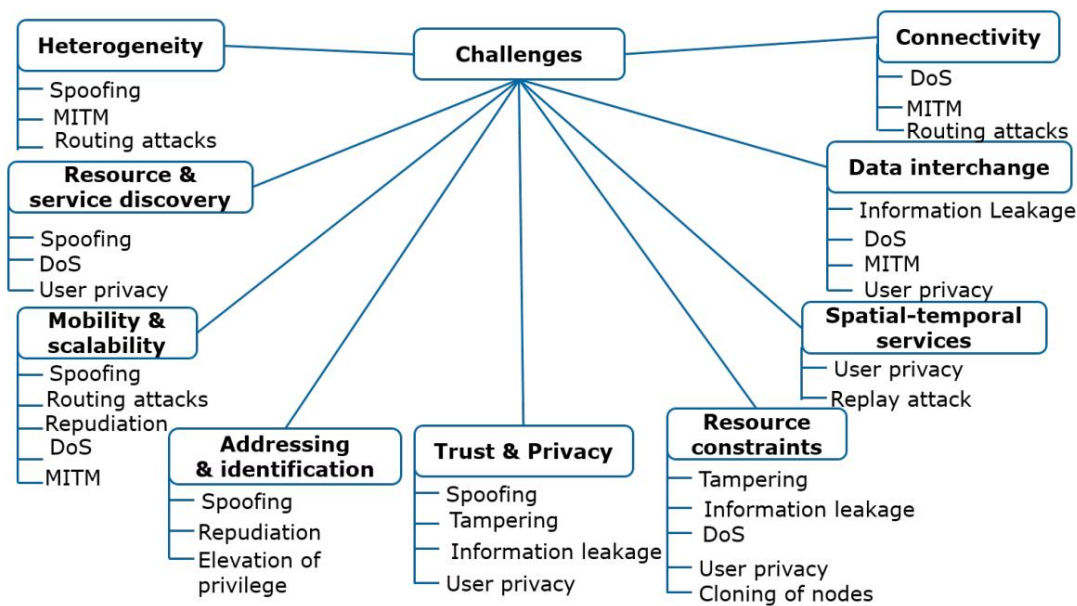 Challenges
Heterogeneity
Spoofing
MITM
Routing attacks
Resource &
service discovery
Spoofing
DoS
User privacy
Mobility &
scalability
Spoofing
Routing attacks
Repudiation
DoS
MITM
Addressing
& identification
Spoofing
Repudiation
Elevation of
privilege
Trust & Privacy
Spoofing
Tampering
Information leakage
User privacy
Resource
constraints
Tampering
Information leakage
DoS
User privacy
Cloning of nodes
Spatial-temporal
services
User privacy
Replay attack
Data interchange
Information Leakage
DoS
MITM
User privacy
Connectivity
DoS
MITM
Routing attacks